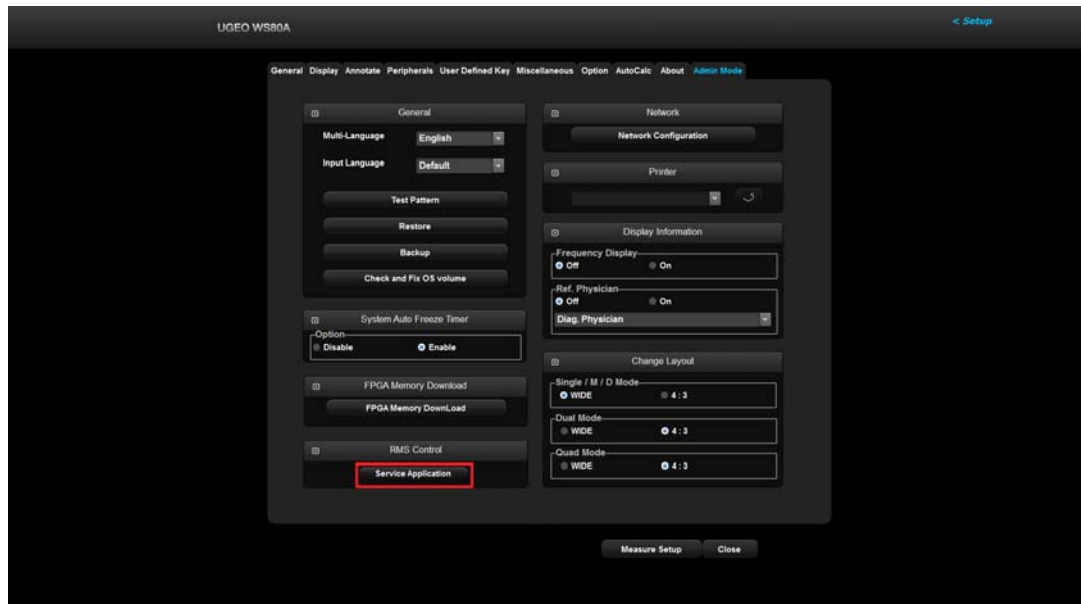 UGEO WS80A
< Setup
General Display Annotate Peripherals User Defined Key Miscellaneous Option AutoCalc About Admin Mode
General
Multi-Language English
Input Language Default
Test Pattern
Restore
Backup
Check and Fix OS volume
System Auto Freeze Timer
Option
Disable Enable
FPGA Memory Download
FPGA Memory DownLoad
RMS Control
Service Application
Network
Network Configuration
Printer
Display Information
Frequency Display
Off On
Ref. Physician
Off On
Diag. Physician
Change Layout
Single / M / D Mode
WIDE 4 : 3
Dual Mode
WIDE 4 : 3
Quad Mode
WIDE 4 : 3
Measure Setup Close